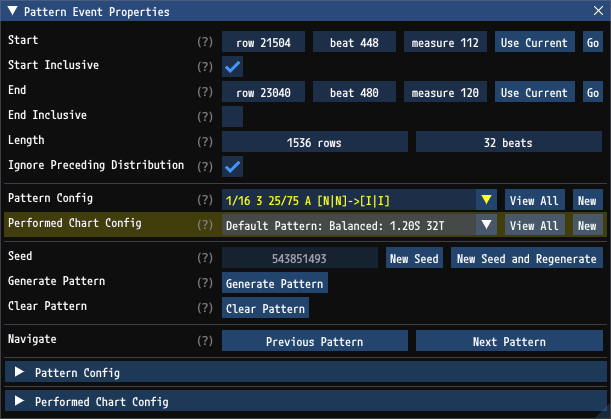 Pattern Event Properties
Start (?) row 21504 beat 448 measure 112 Use Current Go
Start Inclusive (?)
End (?) row 23040 beat 480 measure 120 Use Current Go
End Inclusive (?)
Length (?) 1536 rows 32 beats
Ignore Preceding Distribution (?)
Pattern Config (?) 1/16 3 25/75 A [N|N]->[I|I] View All New
Performed Chart Config (?) Default Pattern: Balanced: 1.20S 32T View All New
Seed (?) 543851493 New Seed New Seed and Regenerate
Generate Pattern (?) Generate Pattern
Clear Pattern (?) Clear Pattern
Navigate (?) Previous Pattern Next Pattern
Pattern Config
Performed Chart Config